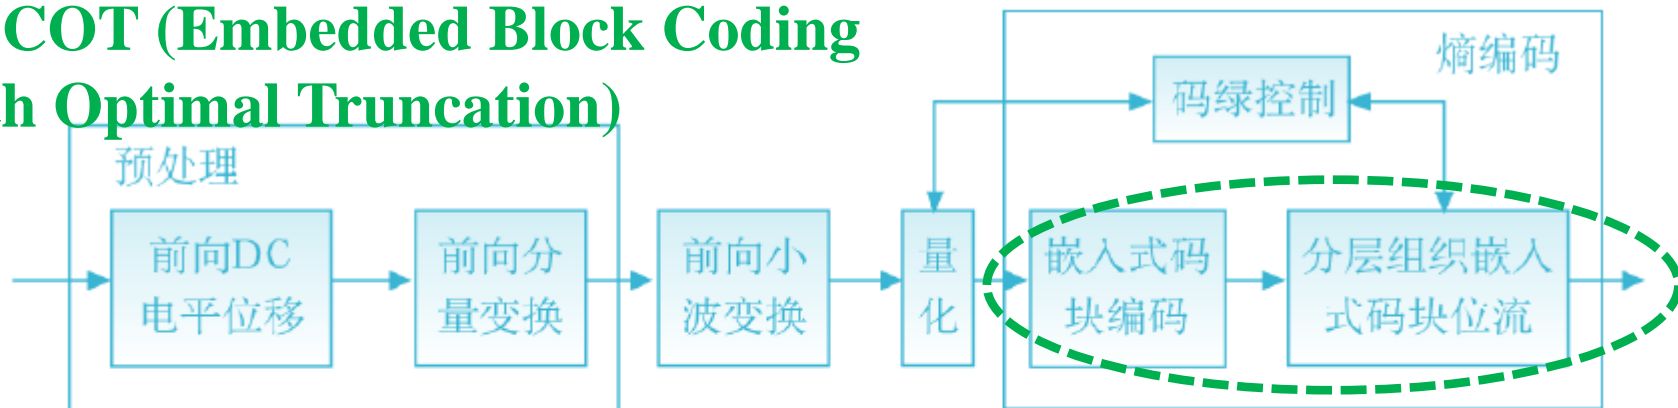 COT (Embedded Block Coding
h Optimal Truncation)
熵编码
码绿控制
预处理
前向DC
电平位移
前向分
量变换
前向小
波变换
量
化
嵌入式码
块编码
分层组织嵌入
式码块位流